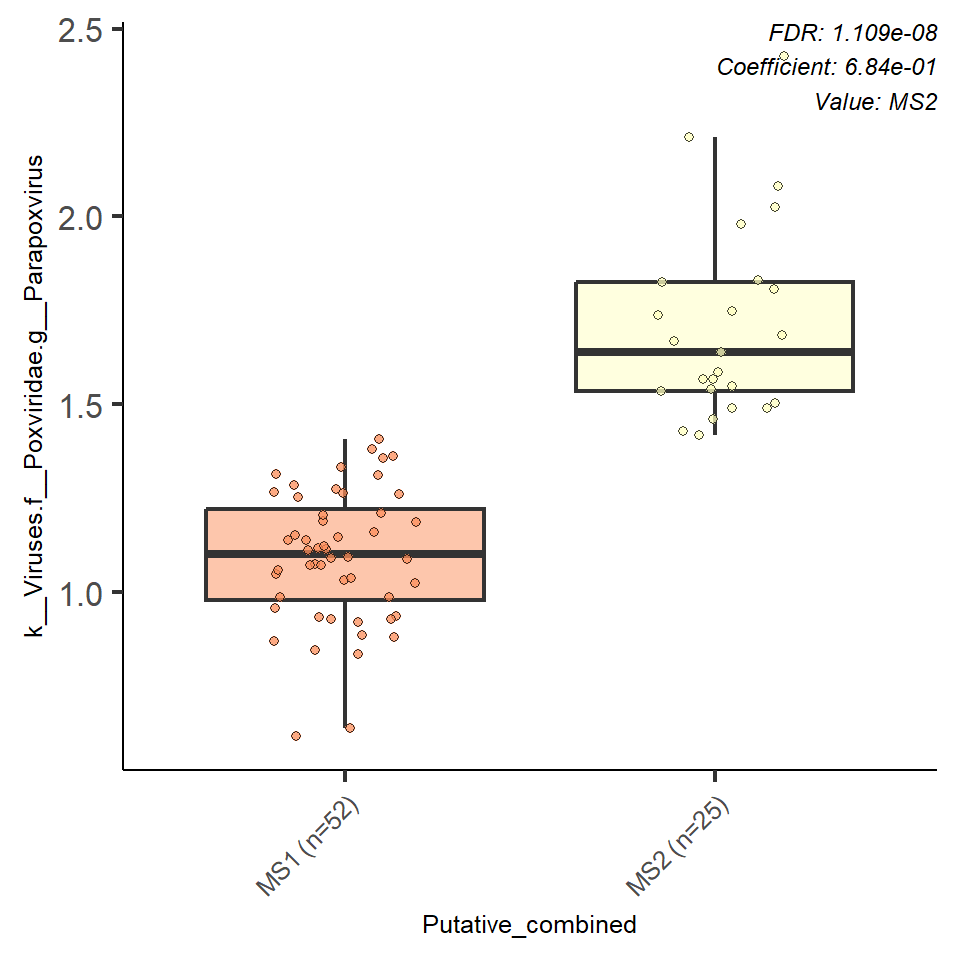 FDR: 1.109e-08
Coefficient: 6.84e-01
Value: MS2
k__Viruses.f__Poxviridae.g__Parapoxvirus
2.5
2.0
1.5
1.0
MS1 (n=52)
MS2 (n=25)
Putative_combined